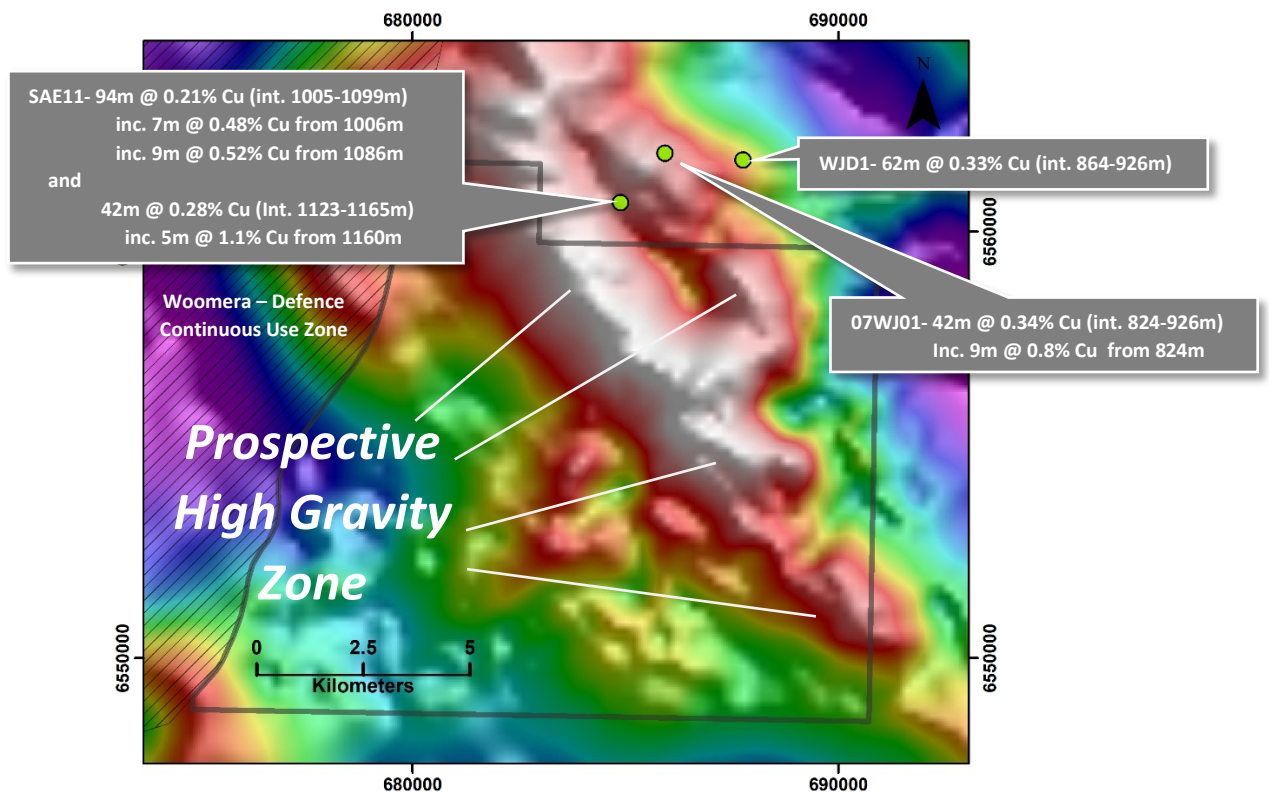 680000
690000
SAE11- 94m @ 0.21% Cu (int. 1005-1099m)
inc. 7m @ 0.48% Cu from 1006m
inc. 9m @ 0.52% Cu from 1086m
and
42m @ 0.28% Cu (Int. 1123-1165m)
inc. 5m @ 1.1% Cu from 1160m
N
WJD1- 62m @ 0.33% Cu (int. 864-926m)
6560000
07WJ01- 42m @ 0.34% Cu (int. 824-926m)
Inc. 9m @ 0.8% Cu from 824m
Woomera – Defence
Continuous Use Zone
Prospective
High Gravity
Zone
0 2.5 5
Kilometers
6550000
6550000
680000
690000